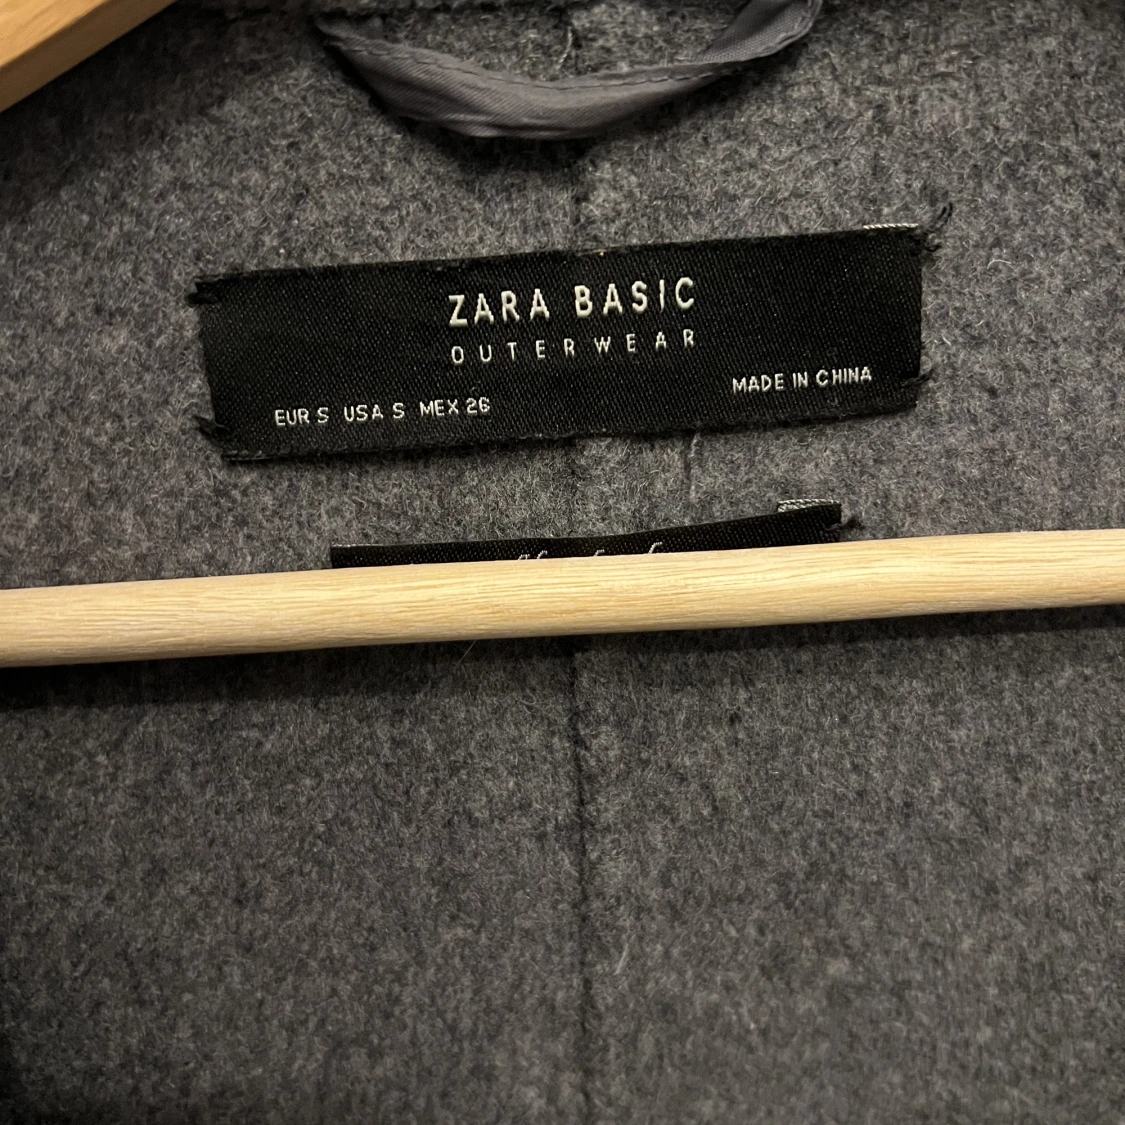 ZARA BASIC
OUTERWEAR
EUR S USA S MEX 26
MADE IN CHINA